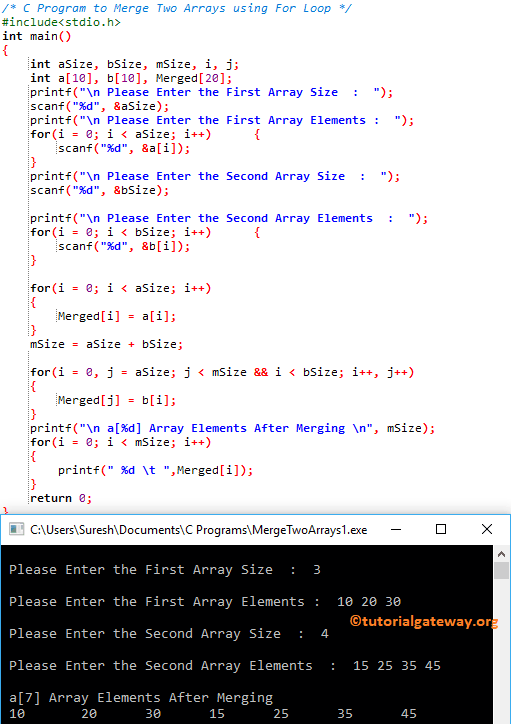 /* C Program to Merge Two Arrays using For Loop */
#include<stdio.h>
int main()
{
    int aSize, bSize, mSize, i, j;
    int a[10], b[10], Merged[20];
    printf("\n Please Enter the First Array Size  :  ");
    scanf("%d", &aSize);
    printf("\n Please Enter the First Array Elements :  ");
    for(i = 0; i < aSize; i++)      {
        scanf("%d", &a[i]);
    }
    printf("\n Please Enter the Second Array Size  :  ");
    scanf("%d", &bSize);
    printf("\n Please Enter the Second Array Elements  :  ");
    for(i = 0; i < bSize; i++)      {
        scanf("%d", &b[i]);
    }
    for(i = 0; i < aSize; i++)
    {
        Merged[i] = a[i];
    }
    mSize = aSize + bSize;
    for(i = 0, j = aSize; j < mSize && i < bSize; i++, j++)
    {
        Merged[j] = b[i];
    }
    printf("\n a[%d] Array Elements After Merging \n", mSize);
    for(i = 0; i < mSize; i++)
    {
        printf(" %d \t ",Merged[i]);
    }
    return 0;
}
C:\Users\Suresh\Documents\C Programs\MergeTwoArrays1.exe
Please Enter the First Array Size  :  3
Please Enter the First Array Elements :  10 20 30
©tutorialgateway.org
Please Enter the Second Array Size  :  4
Please Enter the Second Array Elements  :  15 25 35 45
a[7] Array Elements After Merging
10       20      30      15      25      35      45